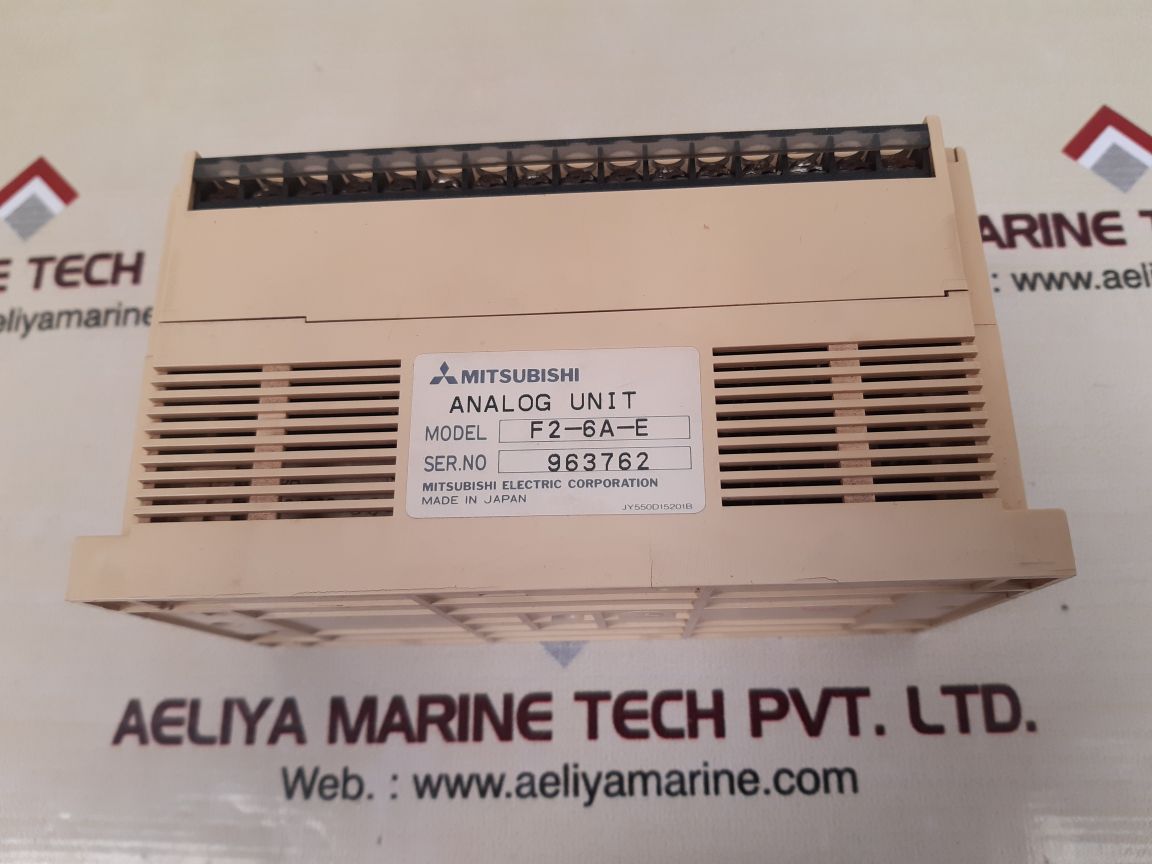 E TECH
eliyamarine
ARINE T
: www.aeli
MITSUBISHI
ANALOG UNIT
MODEL F2-6A-E
SER.NO 963762
MITSUBISHI ELECTRIC CORPORATION
MADE IN JAPAN
JY550D15201B
AELIYA MARINE TECH PVT. LTD.
Web. : www.aeliyamarine.com